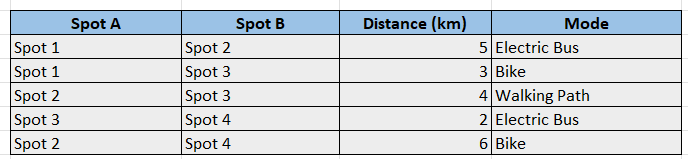 Spot A Spot B Distance (km) Mode
Spot 1 Spot 2 5 Electric Bus
Spot 1 Spot 3 3 Bike
Spot 2 Spot 3 4 Walking Path
Spot 3 Spot 4 2 Electric Bus
Spot 2 Spot 4 6 Bike